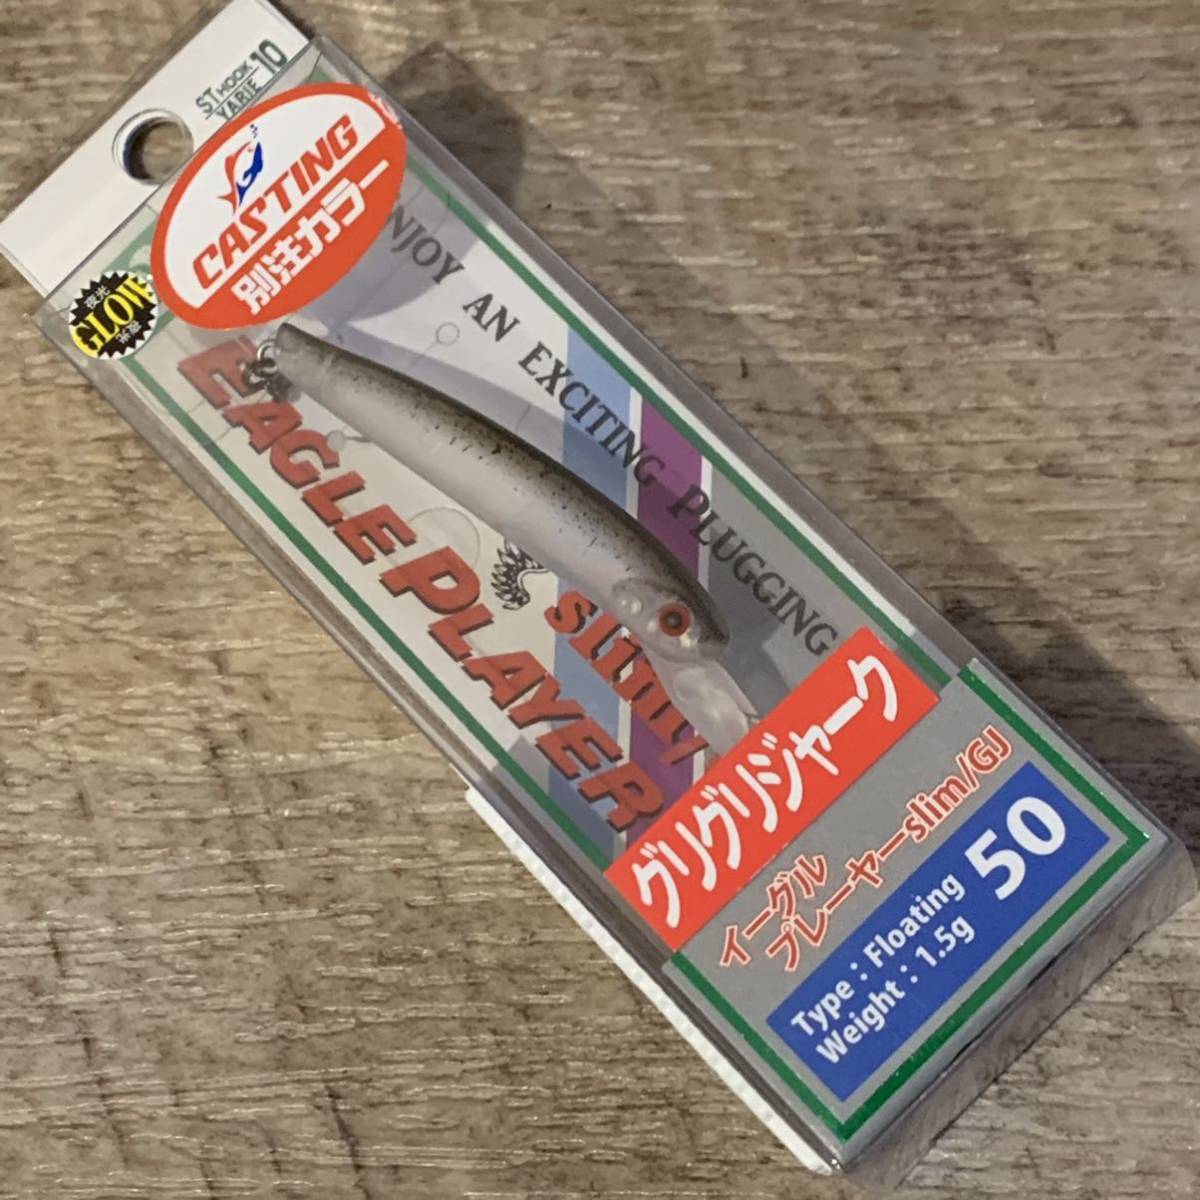 ST HOOK 10
YARIE
CASTING
別注カラー
夜光
GLOW
ENJOY AN EXCITING PLUGGING
EAGLE PLAYER
slim
グリグリジャーク
イーグル
プレーヤーslim/GJ
Type : Floating
Weight : 1.5g
50